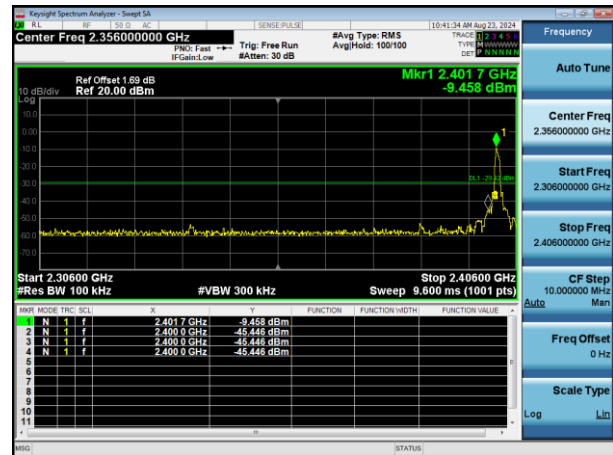 Keysight Spectrum Analyzer - Swept SA
RL RF 50 Ω AC SENSE:PULSE 10:41:34 AM Aug 23, 2024
Center Freq 2.356000000 GHz
PNO: Fast
IFGain:Low
Trig: Free Run
#Atten: 30 dB
#Avg Type: RMS
Avg|Hold: 100/100
TRACE 1 2 3 4 5 6
TYPE M WWWWW
DET P N N N N N
Frequency
Auto Tune
Center Freq
2.356000000 GHz
Start Freq
2.306000000 GHz
Stop Freq
2.406000000 GHz
CF Step
10.000000 MHz
Auto Man
Freq Offset
0 Hz
Scale Type
Log Lin
Ref Offset 1.69 dB
Ref 20.00 dBm
10 dB/div
Log
Mkr1 2.401 7 GHz
-9.458 dBm
10.0
0.00
-10.0
-20.0
-30.0
-40.0
-50.0
-60.0
-70.0
1
Start 2.30600 GHz
#Res BW 100 kHz
#VBW 300 kHz
Stop 2.40600 GHz
Sweep 9.600 ms (1001 pts)
MKR MODE TRC SCL X Y FUNCTION FUNCTION WIDTH FUNCTION VALUE
1 N 1 f 2.401 7 GHz -9.458 dBm
2 N 1 f 2.400 0 GHz -45.446 dBm
3 N 1 f 2.400 0 GHz -45.446 dBm
4 N 1 f 2.400 0 GHz -45.446 dBm
5
6
7
8
9
10
11
MSG STATUS